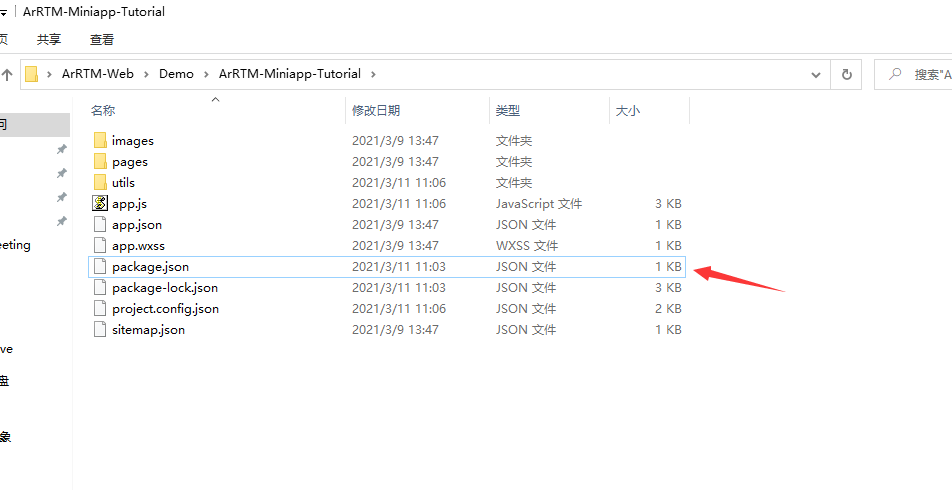 ArRTM-Miniapp-Tutorial
页 共享 查看
ArRTM-Web Demo ArRTM-Miniapp-Tutorial 搜索"A
名称 修改日期 类型 大小
问
images 2021/3/9 13:47 文件夹
pages 2021/3/9 13:47 文件夹
utils 2021/3/11 11:06 文件夹
app.js 2021/3/11 11:06 JavaScript 文件 3 KB
app.json 2021/3/9 13:47 JSON 文件 1 KB
eeting
app.wxss 2021/3/9 13:47 WXSS 文件 1 KB
package.json 2021/3/11 11:03 JSON 文件 1 KB
package-lock.json 2021/3/11 11:03 JSON 文件 3 KB
project.config.json 2021/3/11 11:06 JSON 文件 2 KB
sitemap.json 2021/3/9 13:47 JSON 文件 1 KB
ve
盘
象